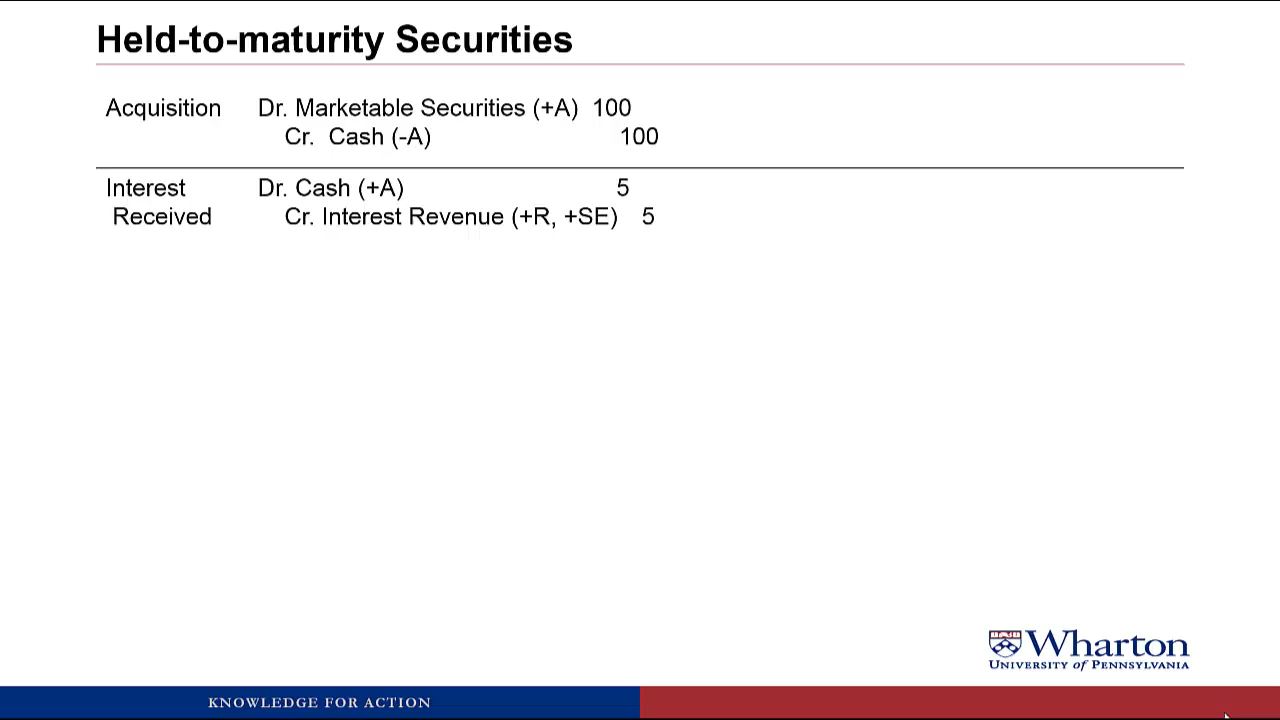 Held-to-maturity Securities
Acquisition Dr. Marketable Securities (+A) 100
Cr. Cash (-A) 100
Interest Dr. Cash (+A) 5
Received Cr. Interest Revenue (+R, +SE) 5
Wharton
UNIVERSITY of PENNSYLVANIA
KNOWLEDGE FOR ACTION